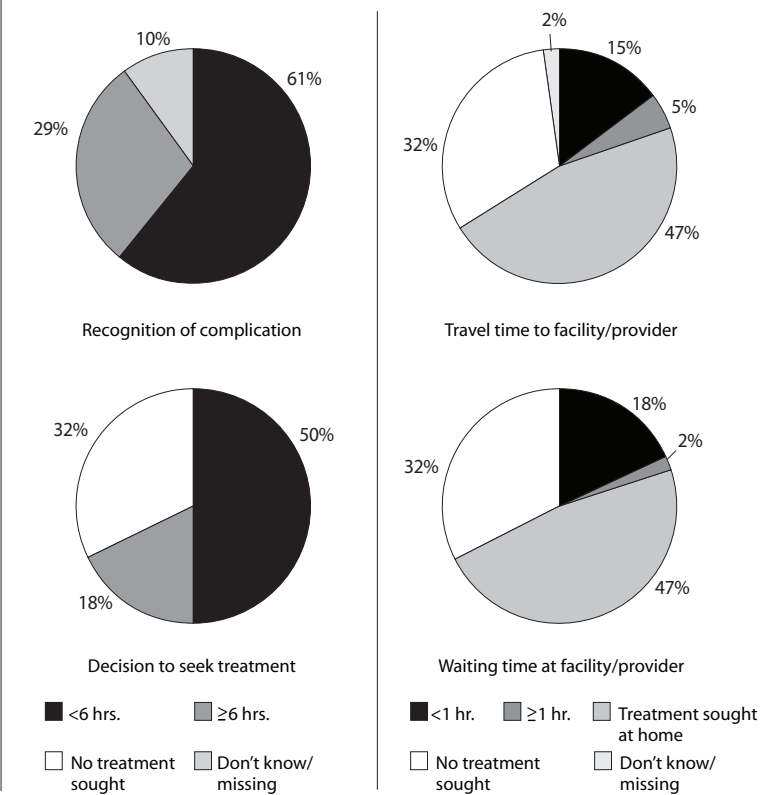 10%
61%
29%
Recognition of complication
32%
50%
18%
Decision to seek treatment
<6 hrs.
≥6 hrs.
No treatment
sought
Don't know/
missing
2%
15%
5%
32%
47%
Travel time to facility/provider
18%
2%
32%
47%
Waiting time at facility/provider
<1 hr.
≥1 hr.
Treatment sought
at home
No treatment
sought
Don't know/
missing